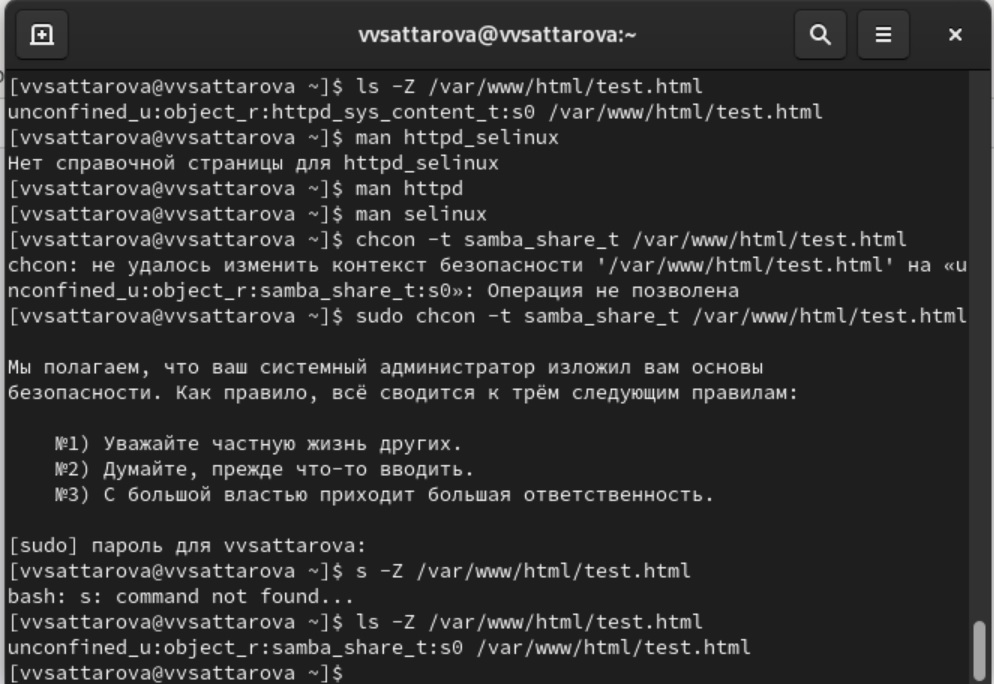 vvsattarova@vvsattarova:~
[vvsattarova@vvsattarova ~]$ ls -Z /var/www/html/test.html
unconfined_u:object_r:httpd_sys_content_t:s0 /var/www/html/test.html
[vvsattarova@vvsattarova ~]$ man httpd_selinux
Нет справочной страницы для httpd_selinux
[vvsattarova@vvsattarova ~]$ man httpd
[vvsattarova@vvsattarova ~]$ man selinux
[vvsattarova@vvsattarova ~]$ chcon -t samba_share_t /var/www/html/test.html
chcon: не удалось изменить контекст безопасности '/var/www/html/test.html' на «u
nconfined_u:object_r:samba_share_t:s0»: Операция не позволена
[vvsattarova@vvsattarova ~]$ sudo chcon -t samba_share_t /var/www/html/test.html
Мы полагаем, что ваш системный администратор изложил вам основы
безопасности. Как правило, всё сводится к трём следующим правилам:
№1) Уважайте частную жизнь других.
№2) Думайте, прежде что-то вводить.
№3) С большой властью приходит большая ответственность.
[sudo] пароль для vvsattarova:
[vvsattarova@vvsattarova ~]$ s -Z /var/www/html/test.html
bash: s: command not found...
[vvsattarova@vvsattarova ~]$ ls -Z /var/www/html/test.html
unconfined_u:object_r:samba_share_t:s0 /var/www/html/test.html
[vvsattarova@vvsattarova ~]$